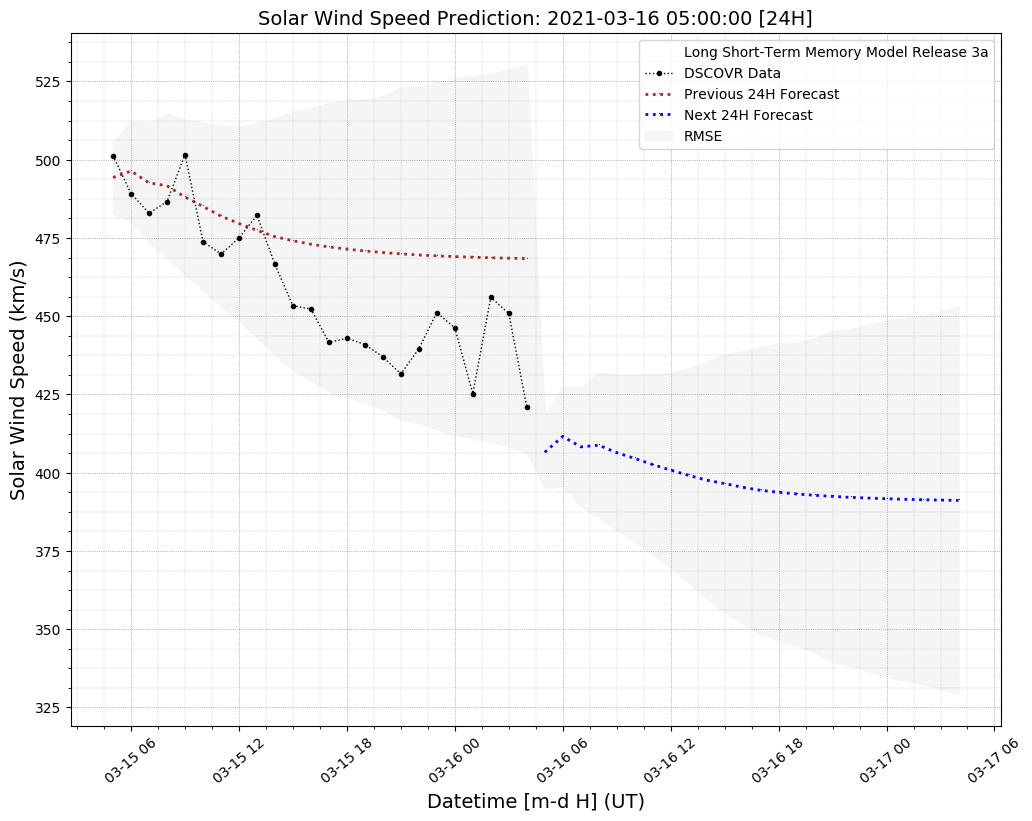 Solar Wind Speed Prediction: 2021-03-16 05:00:00 [24H]
Long Short-Term Memory Model Release 3a
DSCOVR Data
Previous 24H Forecast
Next 24H Forecast
RMSE
Solar Wind Speed (km/s)
525
500
475
450
425
400
375
350
325
03-15 06
03-15 12
03-15 18
03-16 00
03-16 06
03-16 12
03-16 18
03-17 00
03-17 06
Datetime [m-d H] (UT)